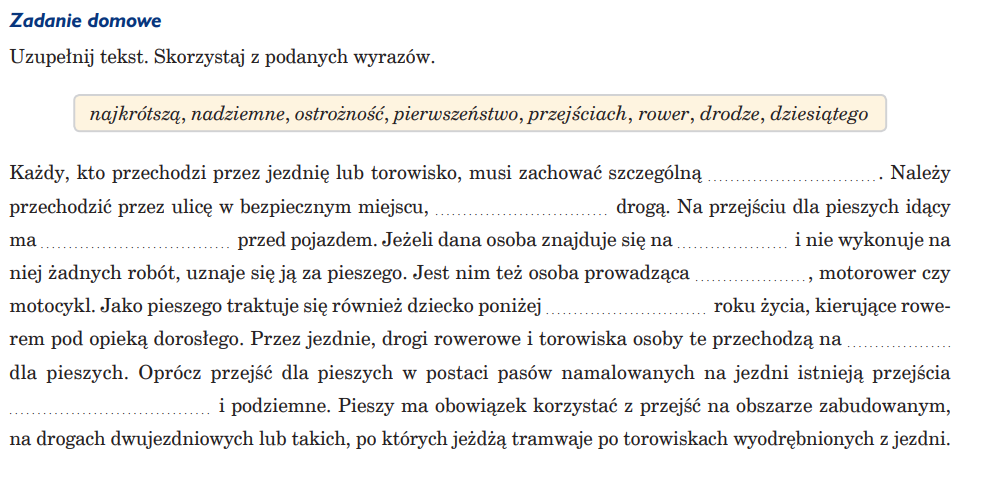 Zadanie domowe
Uzupełnij tekst. Skorzystaj z podanych wyrazów.
najkrótszą, nadziemne, ostrożność, pierwszeństwo, przejściach, rower, drodze, dziesiątego
Każdy, kto przechodzi przez jezdnię lub torowisko, musi zachować szczególną .............................. . Należy
przechodzić przez ulicę w bezpiecznym miejscu, .............................. drogą. Na przejściu dla pieszych idący
ma .................................. przed pojazdem. Jeżeli dana osoba znajduje się na .................... i nie wykonuje na
niej żadnych robót, uznaje się ją za pieszego. Jest nim też osoba prowadząca ...................., motorower czy
motocykl. Jako pieszego traktuje się również dziecko poniżej ............................. roku życia, kierujące rowe-
rem pod opieką dorosłego. Przez jezdnie, drogi rowerowe i torowiska osoby te przechodzą na ...................
dla pieszych. Oprócz przejść dla pieszych w postaci pasów namalowanych na jezdni istnieją przejścia
.................................... i podziemne. Pieszy ma obowiązek korzystać z przejść na obszarze zabudowanym,
na drogach dwujezdniowych lub takich, po których jeżdżą tramwaje po torowiskach wyodrębnionych z jezdni.